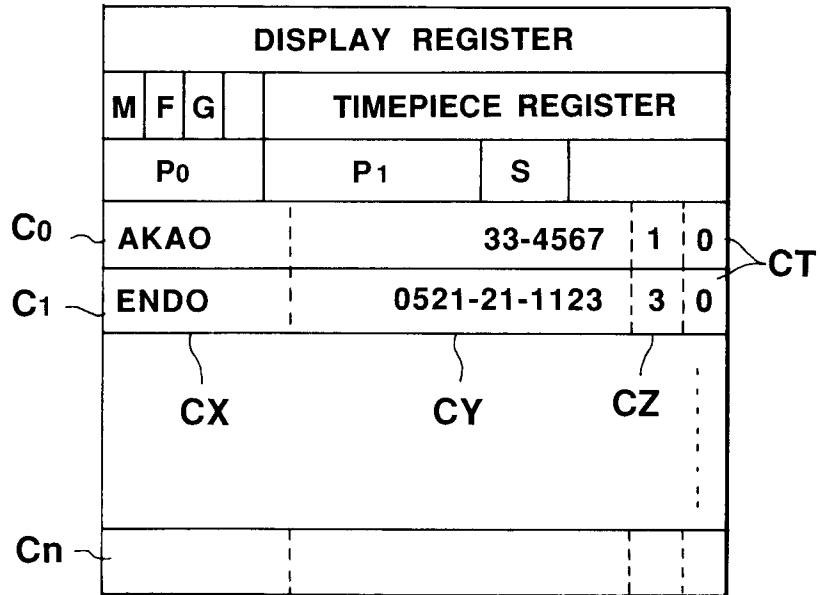 DISPLAY REGISTER
M F G TIMEPIECE REGISTER
P0 P1 S
C0 AKAO 33-4567 1 0
CT
C1 ENDO 0521-21-1123 3 0
CX CY CZ
Cn